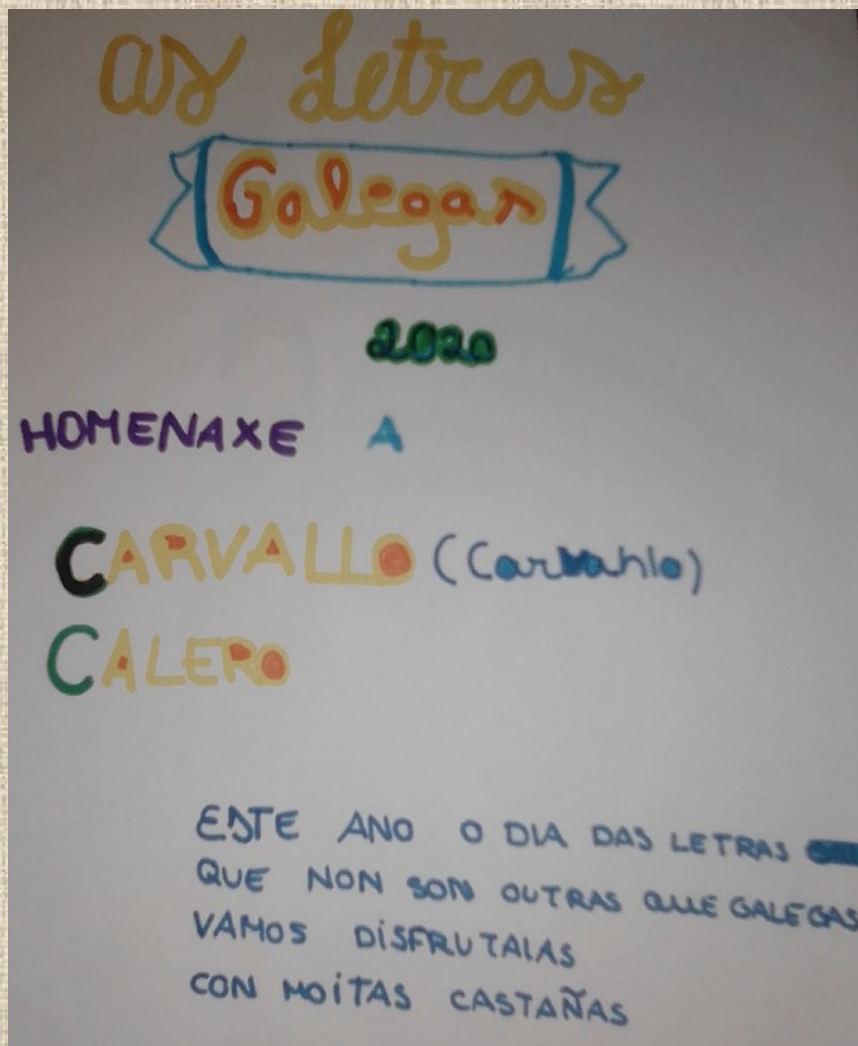 as Letras
Galegas
2020
HOMENAXE A
CARVALLO (Carvahlo)
CALERO
ESTE ANO O DIA DAS LETRAS
QUE NON SON OUTRAS QUE GALEGAS
VAMOS DISFRUTALAS
CON MOITAS CASTAÑAS